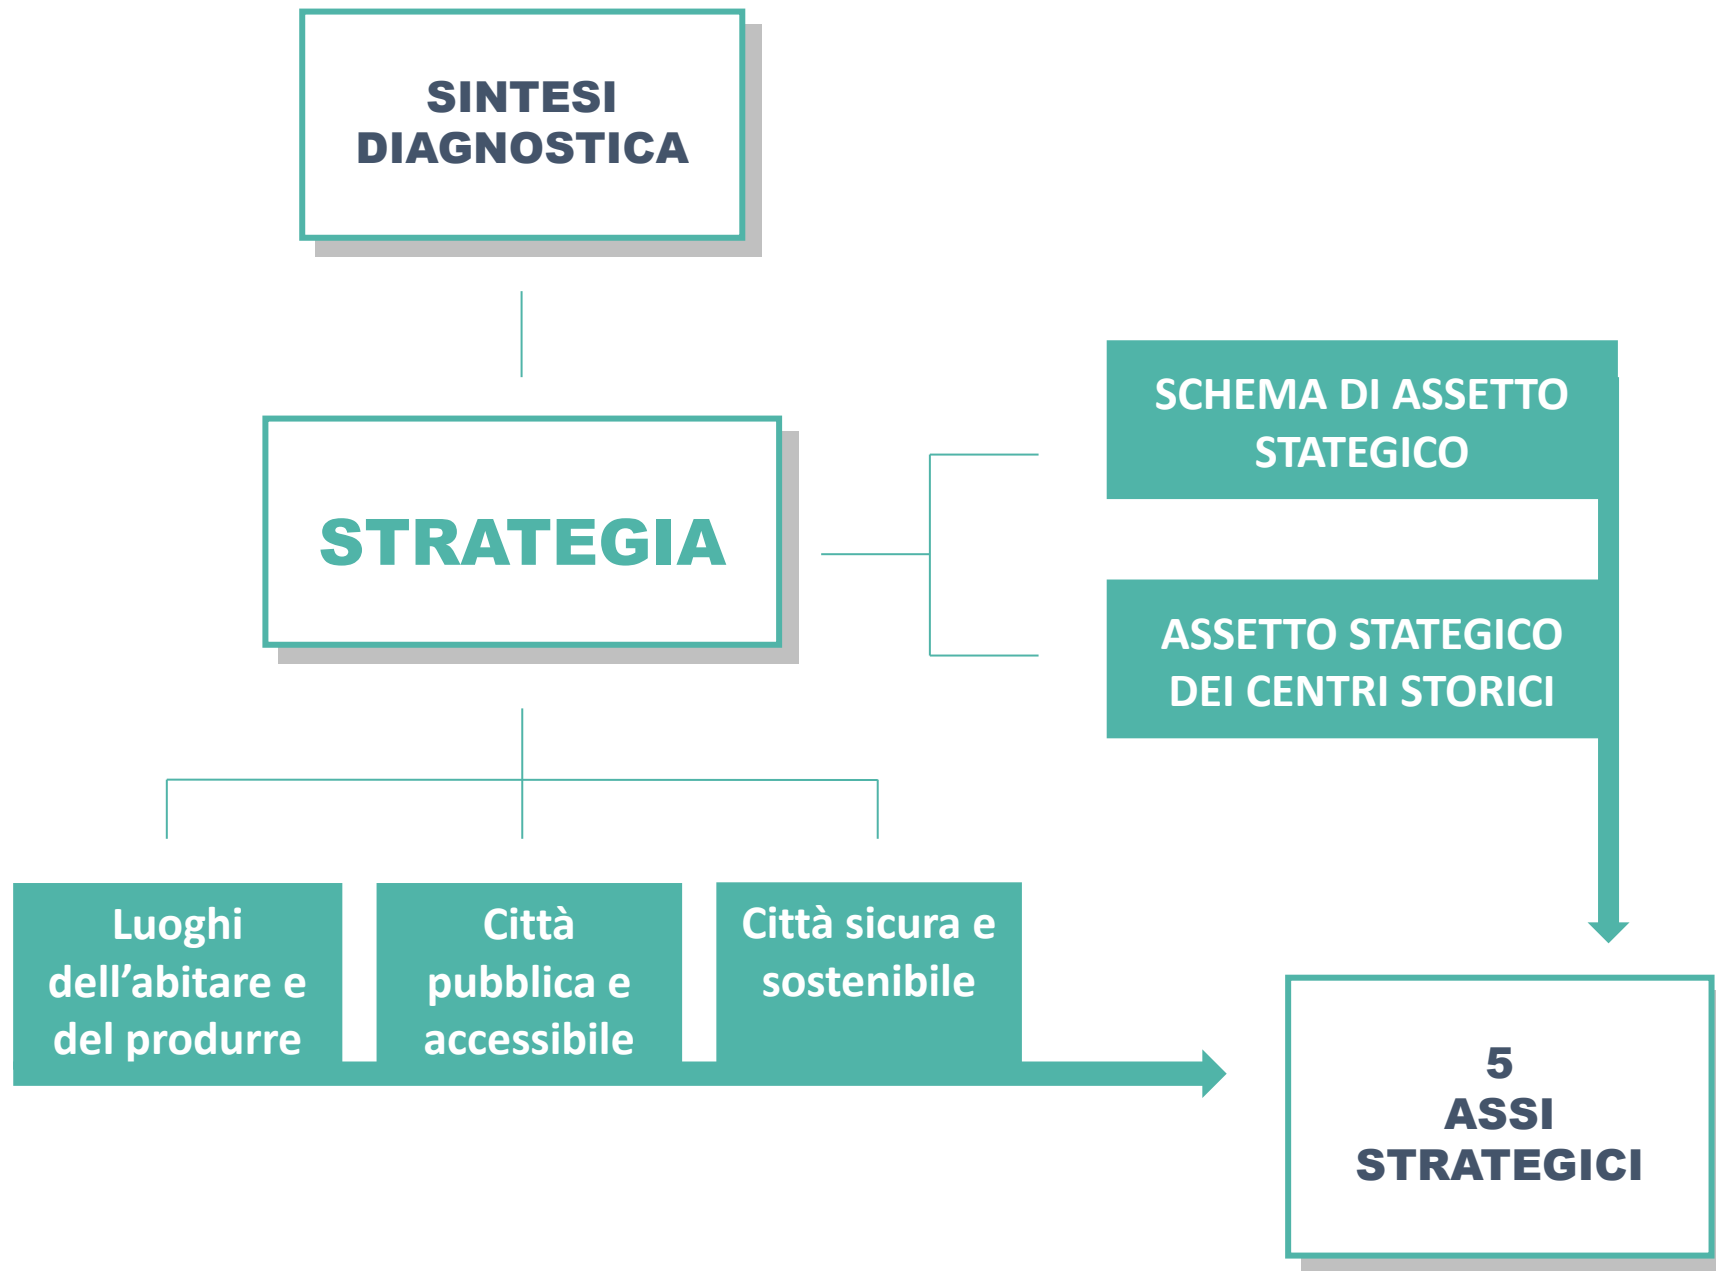 SINTESI
DIAGNOSTICA
STRATEGIA
SCHEMA DI ASSETTO
STATEGICO
ASSETTO STATEGICO
DEI CENTRI STORICI
Luoghi
dell’abitare e
del produrre
Città
pubblica e
accessibile
Città sicura e
sostenibile
5
ASSI
STRATEGICI